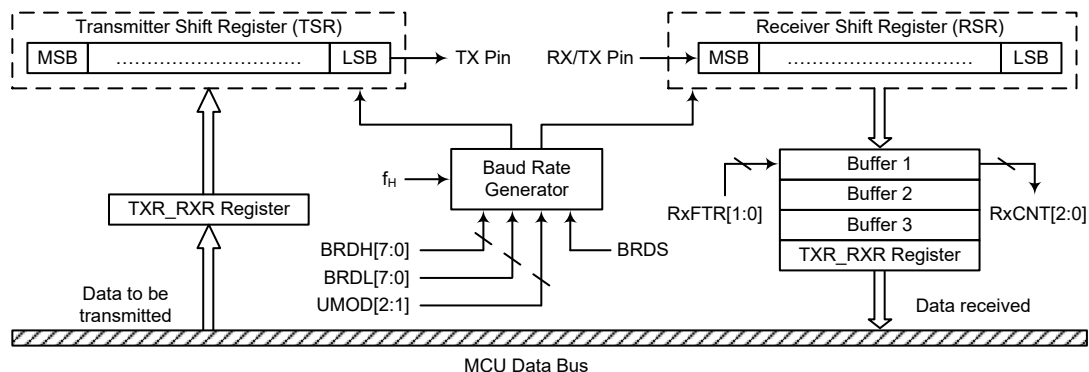 Transmitter Shift Register (TSR)
MSB ………………………… LSB
TX Pin
RX/TX Pin
Receiver Shift Register (RSR)
MSB ………………………… LSB
TXR_RXR Register
Data to be
transmitted
fH
Baud Rate
Generator
BRDH[7:0]
BRDL[7:0]
UMOD[2:1]
BRDS
RxFTR[1:0]
Buffer 1
Buffer 2
Buffer 3
TXR_RXR Register
RxCNT[2:0]
Data received
MCU Data Bus